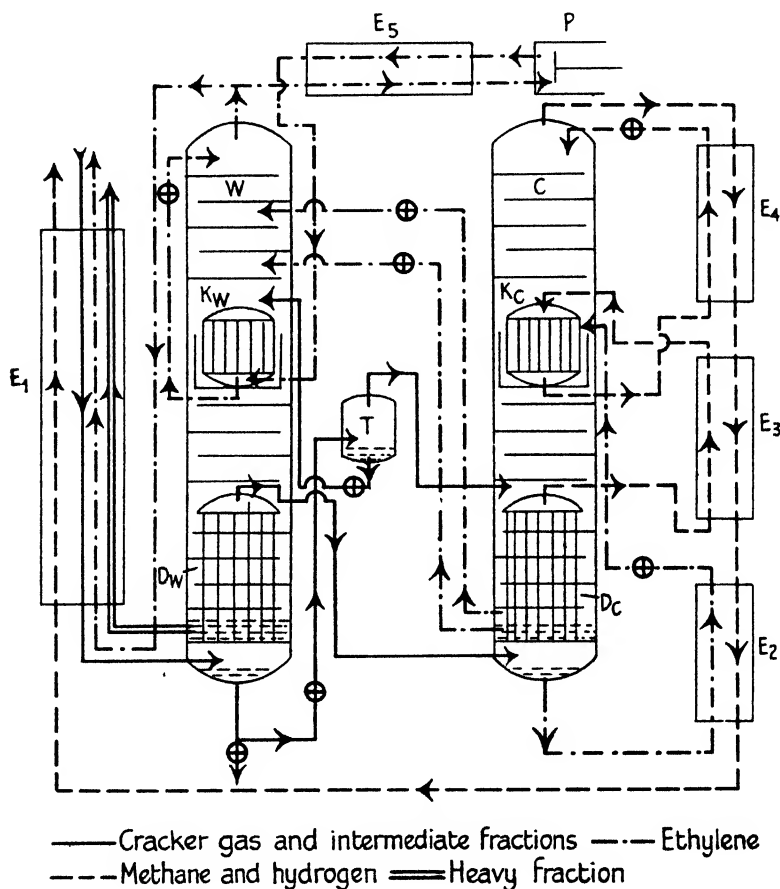 E5
P
W
C
E4
KW
KC
E1
T
E3
DW
DC
E2
Cracker gas and intermediate fractions
Ethylene
Methane and hydrogen
Heavy fraction